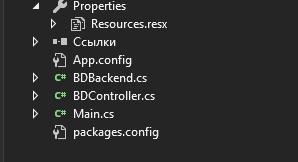 Properties
Resources.resx
Ссылки
App.config
BDBackend.cs
BDController.cs
Main.cs
packages.config